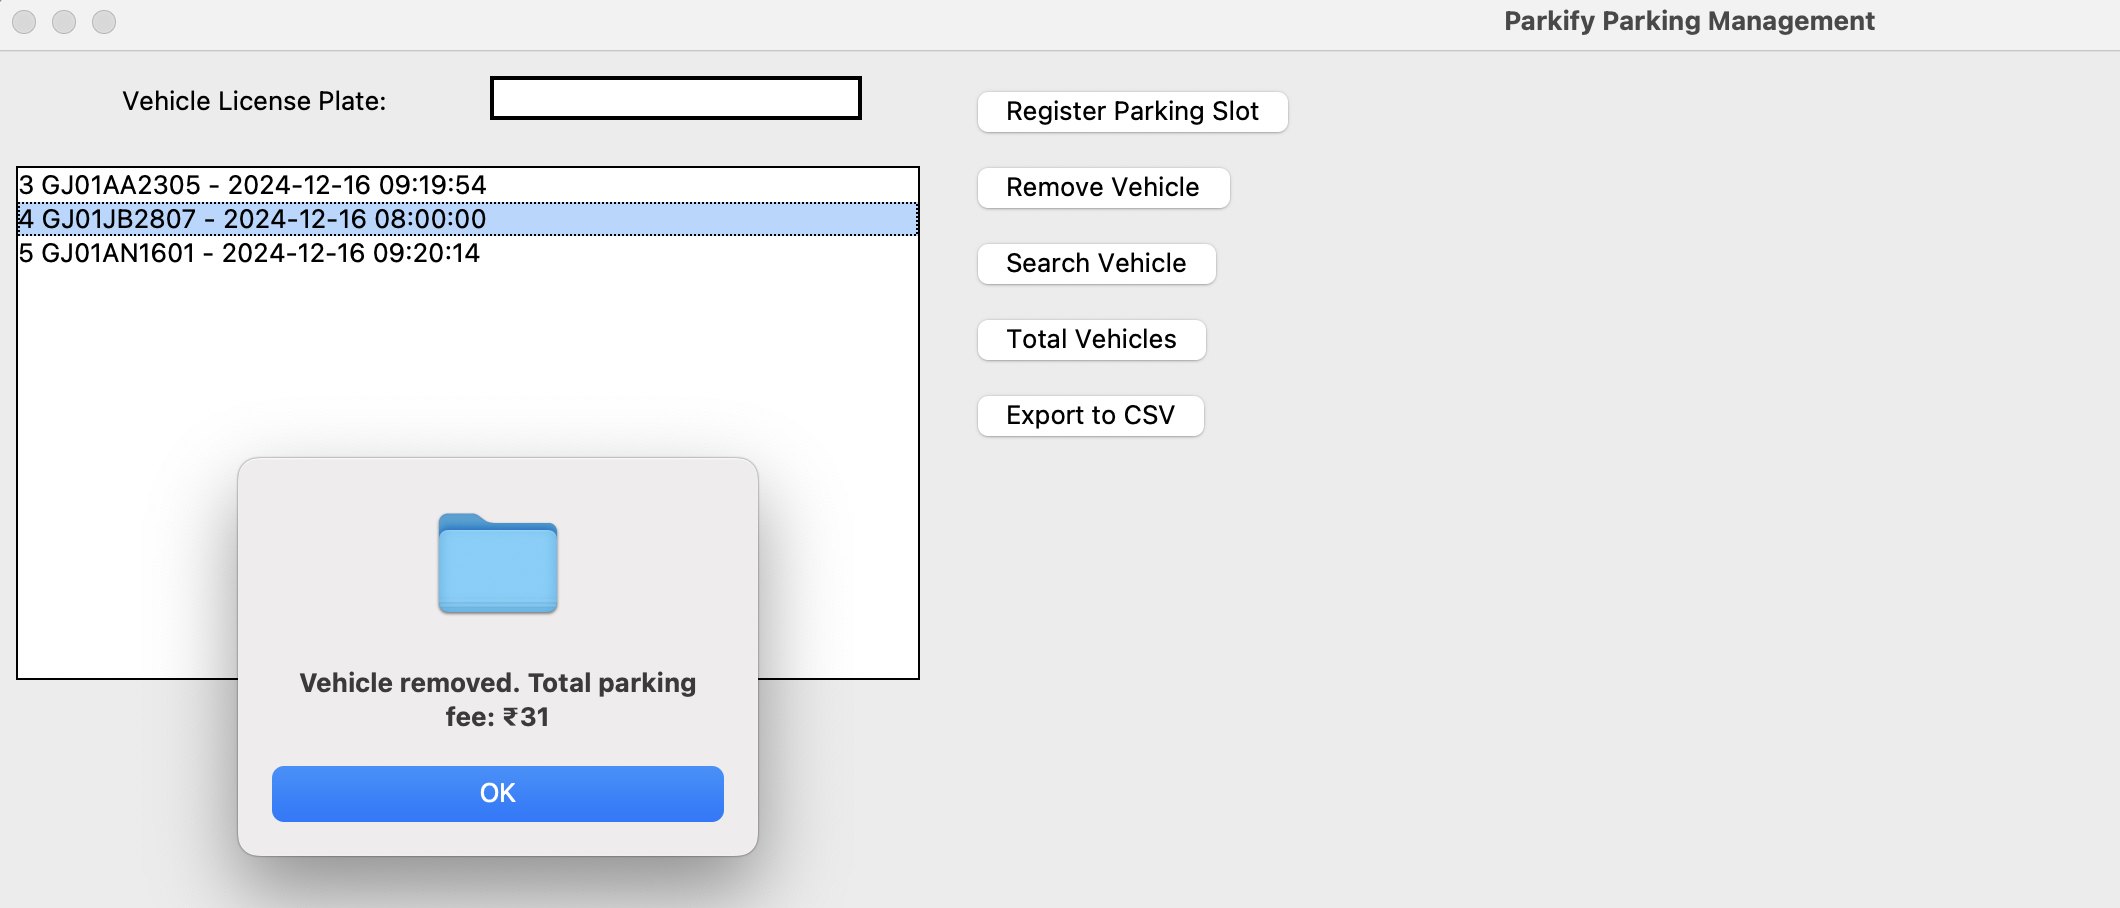 Parkify Parking Management
Vehicle License Plate:
Register Parking Slot
Remove Vehicle
Search Vehicle
Total Vehicles
Export to CSV
3 GJ01AA2305 - 2024-12-16 09:19:54
4 GJ01JB2807 - 2024-12-16 08:00:00
5 GJ01AN1601 - 2024-12-16 09:20:14
Vehicle removed. Total parking
fee: ₹31
OK